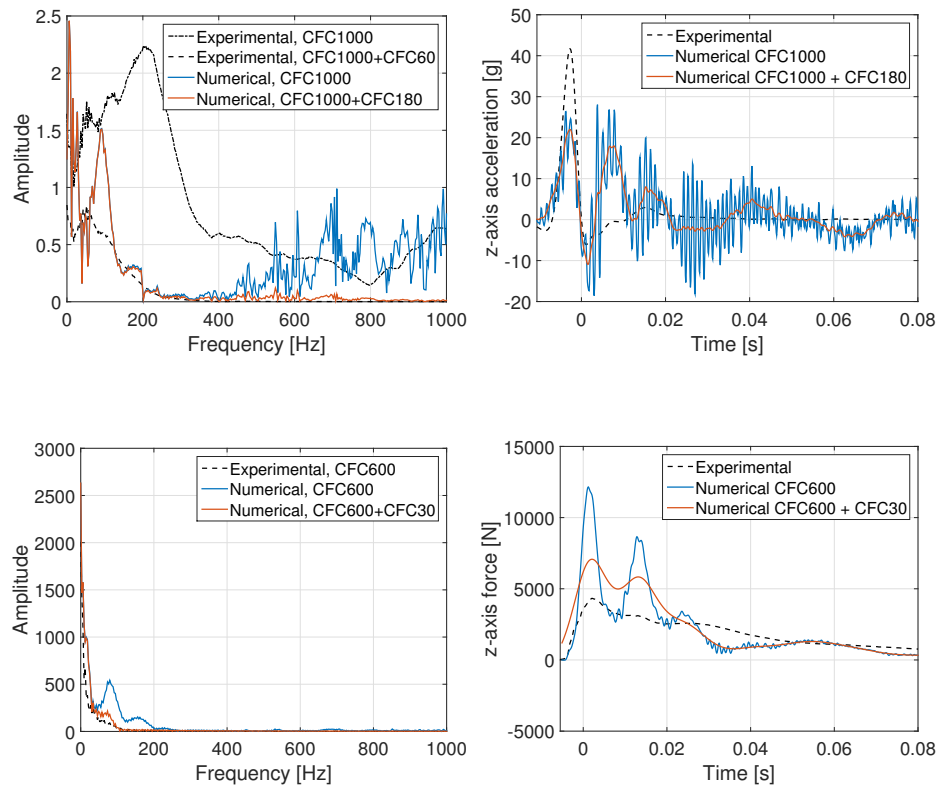 2.5
2
1.5
1
0.5
0
Amplitude
0 200 400 600 800 1000
Frequency [Hz]
Experimental, CFC1000
Experimental, CFC1000+CFC60
Numerical, CFC1000
Numerical, CFC1000+CFC180
50
40
30
20
10
0
-10
-20
z-axis acceleration [g]
0 0.02 0.04 0.06 0.08
Time [s]
Experimental
Numerical CFC1000
Numerical CFC1000 + CFC180
3000
2500
2000
1500
1000
500
0
Amplitude
0 200 400 600 800 1000
Frequency [Hz]
Experimental, CFC600
Numerical, CFC600
Numerical, CFC600+CFC30
15000
10000
5000
0
-5000
z-axis force [N]
0 0.02 0.04 0.06 0.08
Time [s]
Experimental
Numerical CFC600
Numerical CFC600 + CFC30